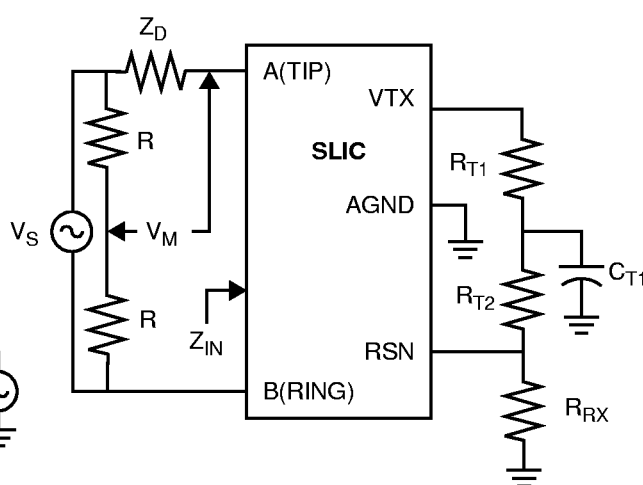 Z_D
A(TIP)
VTX
R
SLIC
R_T1
V_S
V_M
AGND
C_T1
R
Z_IN
R_T2
RSN
B(RING)
R_RX